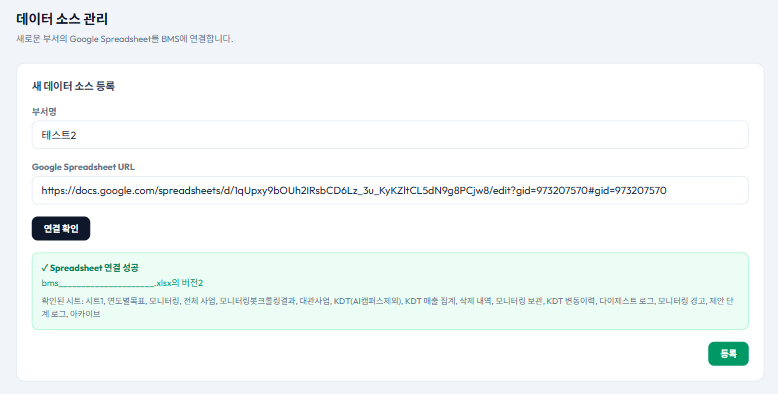 데이터 소스 관리
새로운 부서의 Google Spreadsheet를 BMS에 연결합니다.
새 데이터 소스 등록
부서명
테스트2
Google Spreadsheet URL
https://docs.google.com/spreadsheets/d/1qUpxy9bOUh2IRsbCD6Lz_3u_KyKZltCL5dN9g8PCjw8/edit?gid=973207570#gid=973207570
연결 확인
✓ Spreadsheet 연결 성공
bms______________________.xlsx의 버전2
확인된 시트: 시트1, 연도별목표, 모니터링, 전체 사업, 모니터링봇크롤링결과, 대관사업, KDT(AI캠퍼스제외), KDT 매출 집계, 삭제 내역, 모니터링 보관, KDT 변동이력, 다이제스트 로그, 모니터링 경고, 제안 단
계 로그, 아카이브
등록